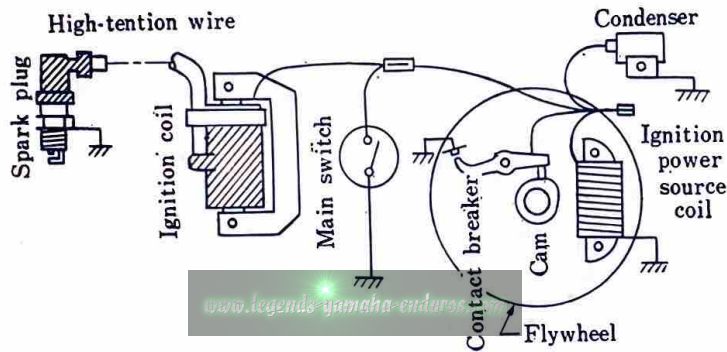 High-tention wire
Spark plug
Ignition coil
Main switch
Condenser
Ignition
power
source
coil
Contact breaker
Cam
Flywheel
www.legends-yamaha-enduros.com